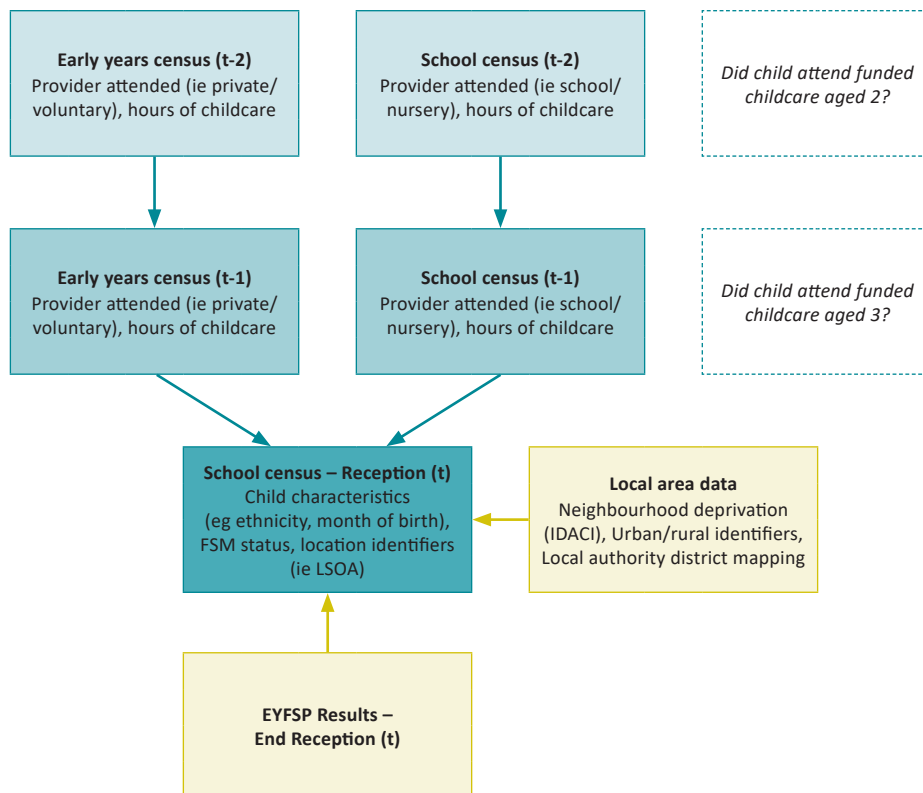 Early years census (t-2)
Provider attended (ie private/
voluntary), hours of childcare
School census (t-2)
Provider attended (ie school/
nursery), hours of childcare
Did child attend funded
childcare aged 2?
Early years census (t-1)
Provider attended (ie private/
voluntary), hours of childcare
School census (t-1)
Provider attended (ie school/
nursery), hours of childcare
Did child attend funded
childcare aged 3?
School census – Reception (t)
Child characteristics
(eg ethnicity, month of birth),
FSM status, location identifiers
(ie LSOA)
Local area data
Neighbourhood deprivation
(IDACI), Urban/rural identifiers,
Local authority district mapping
EYFSP Results –
End Reception (t)